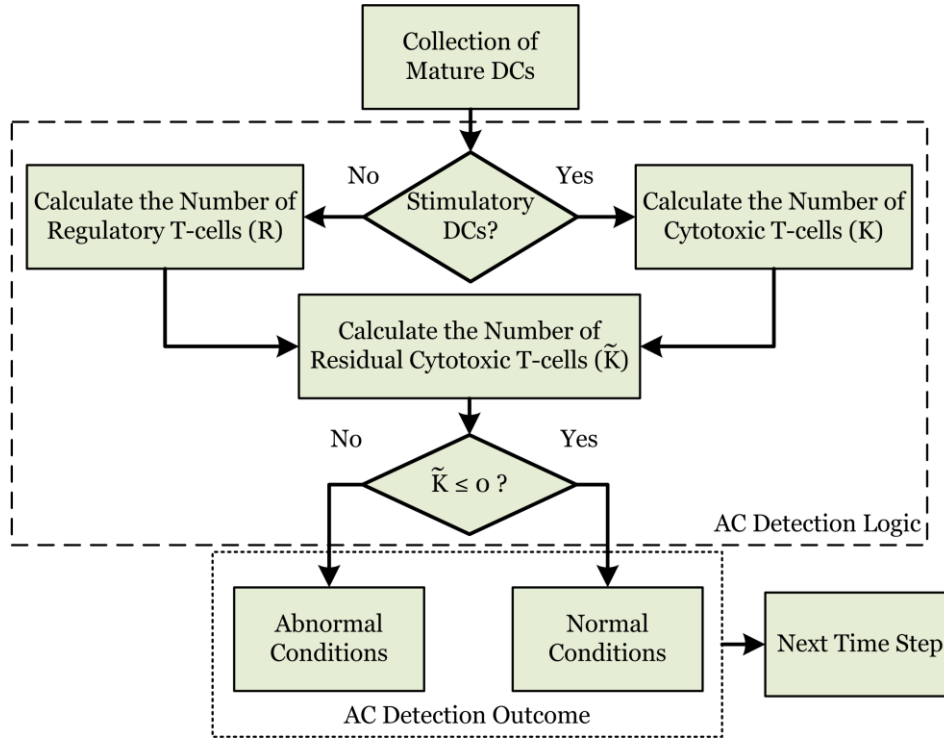 Collection of
Mature DCs
No
Yes
Calculate the Number of
Regulatory T-cells (R)
Stimulatory
DCs?
Calculate the Number of
Cytotoxic T-cells (K)
Calculate the Number of
Residual Cytotoxic T-cells (K̃)
No
Yes
K̃ ≤ 0 ?
AC Detection Logic
Abnormal
Conditions
Normal
Conditions
Next Time Step
AC Detection Outcome